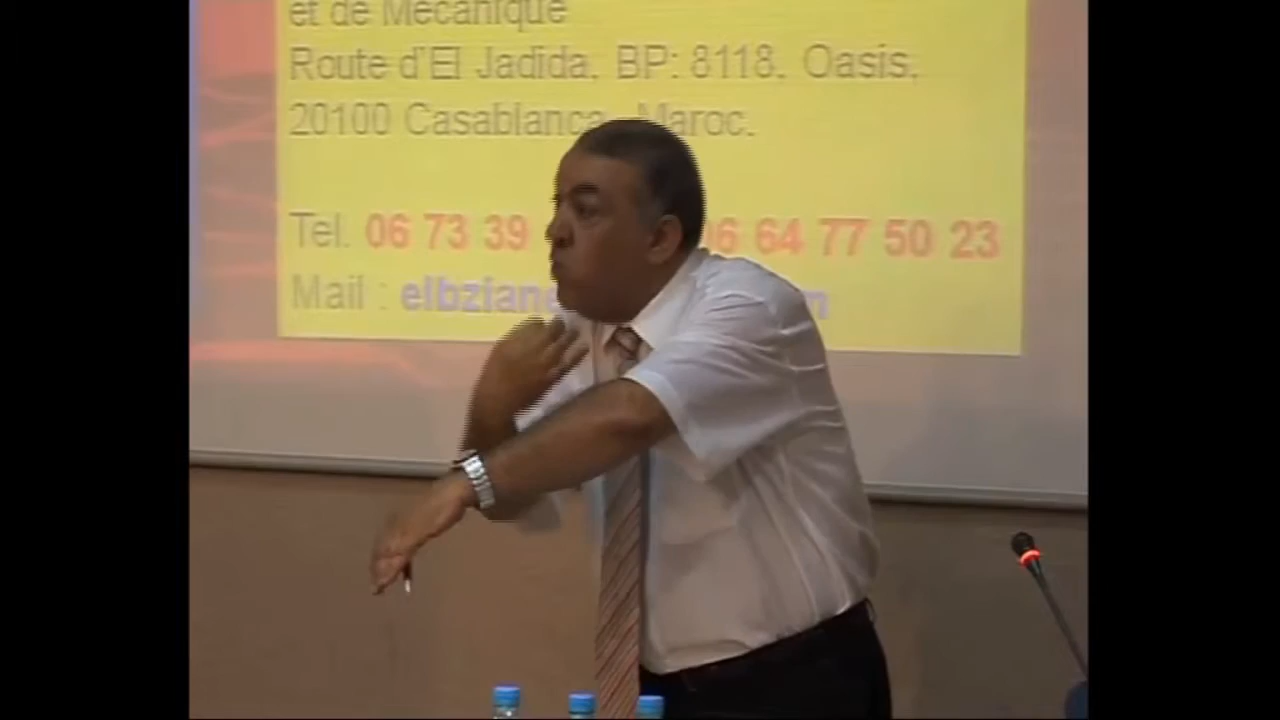 et de Mécanique
Route d'El Jadida, BP: 8118, Oasis,
20100 Casablanca Maroc.
Tel. 06 73 39 06 64 77 50 23
Mail :